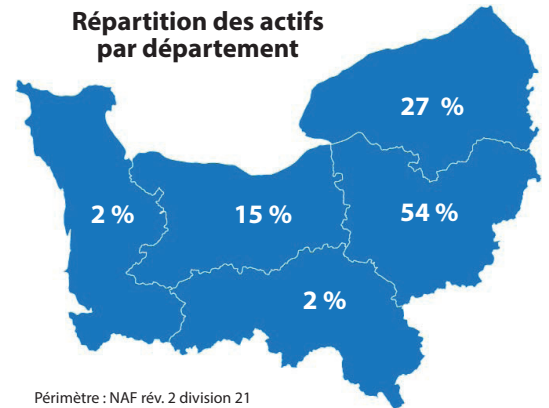 Répartition des actifs
par département
27 %
2 %
15 %
54 %
2 %
Périmètre : NAF rév. 2 division 21